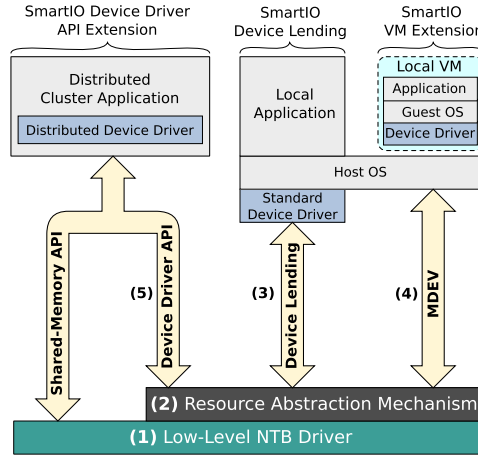 SmartIO Device Driver
API Extension
SmartIO
Device Lending
SmartIO
VM Extension
Distributed
Cluster Application
Distributed Device Driver
Local
Application
Local VM
Application
Guest OS
Device Driver
Host OS
Standard
Device Driver
Shared-Memory API
(5)
Device Driver API
(3)
Device Lending
(4)
MDEV
(2) Resource Abstraction Mechanism
(1) Low-Level NTB Driver